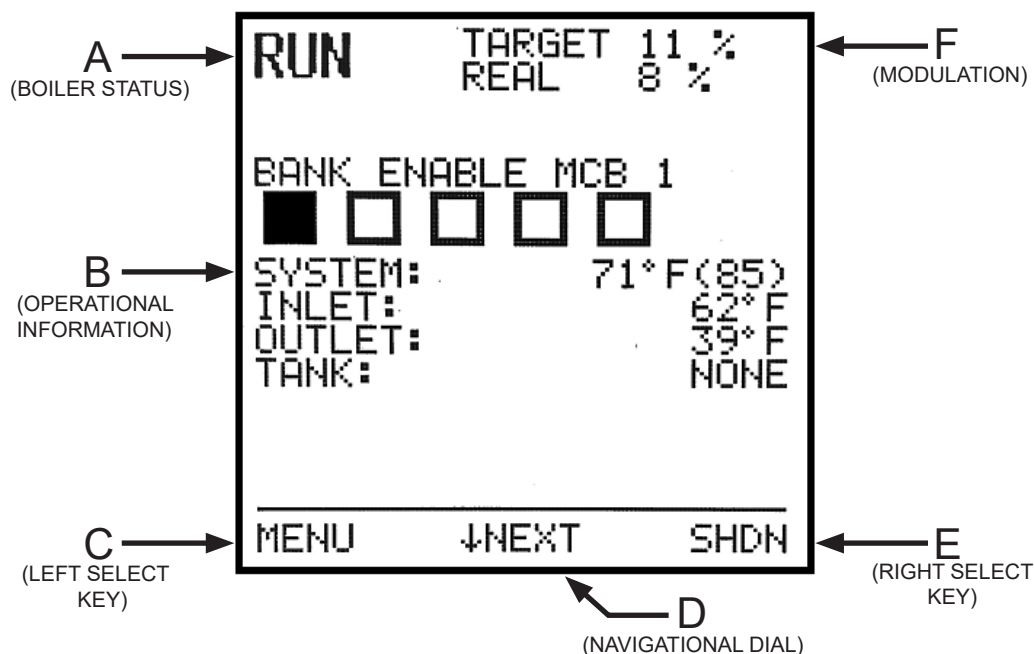 A
(BOILER STATUS)
RUN
TARGET 11 %
REAL 8 %
F
(MODULATION)
BANK ENABLE MCB 1
B
(OPERATIONAL
INFORMATION)
SYSTEM: 71°F(85)
INLET: 62°F
OUTLET: 39°F
TANK: NONE
C
(LEFT SELECT
KEY)
MENU ↓NEXT SHDN
E
(RIGHT SELECT
KEY)
D
(NAVIGATIONAL DIAL)